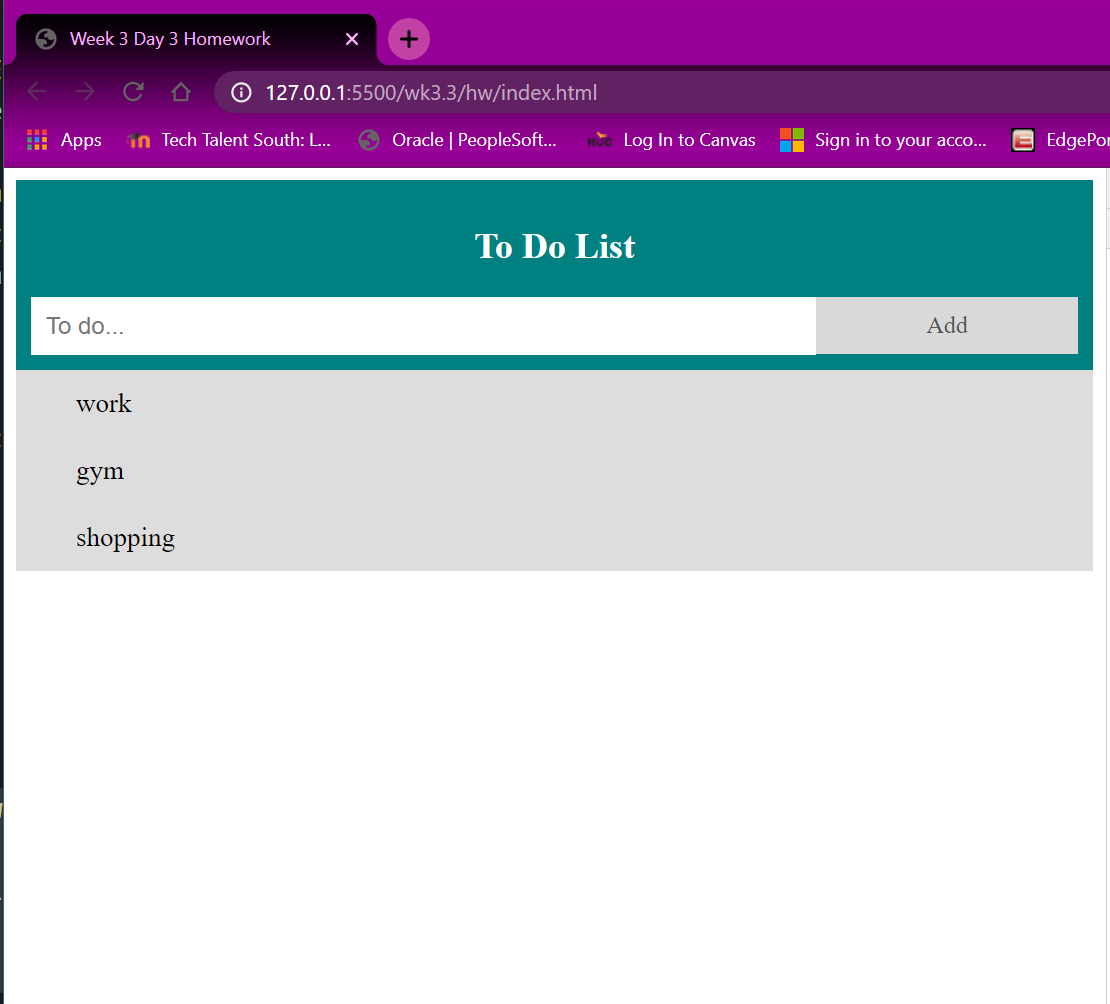 Week 3 Day 3 Homework
127.0.0.1:5500/wk3.3/hw/index.html
Apps Tech Talent South: L... Oracle | PeopleSoft... Log In to Canvas Sign in to your acco...
To Do List
To do... Add
work
gym
shopping